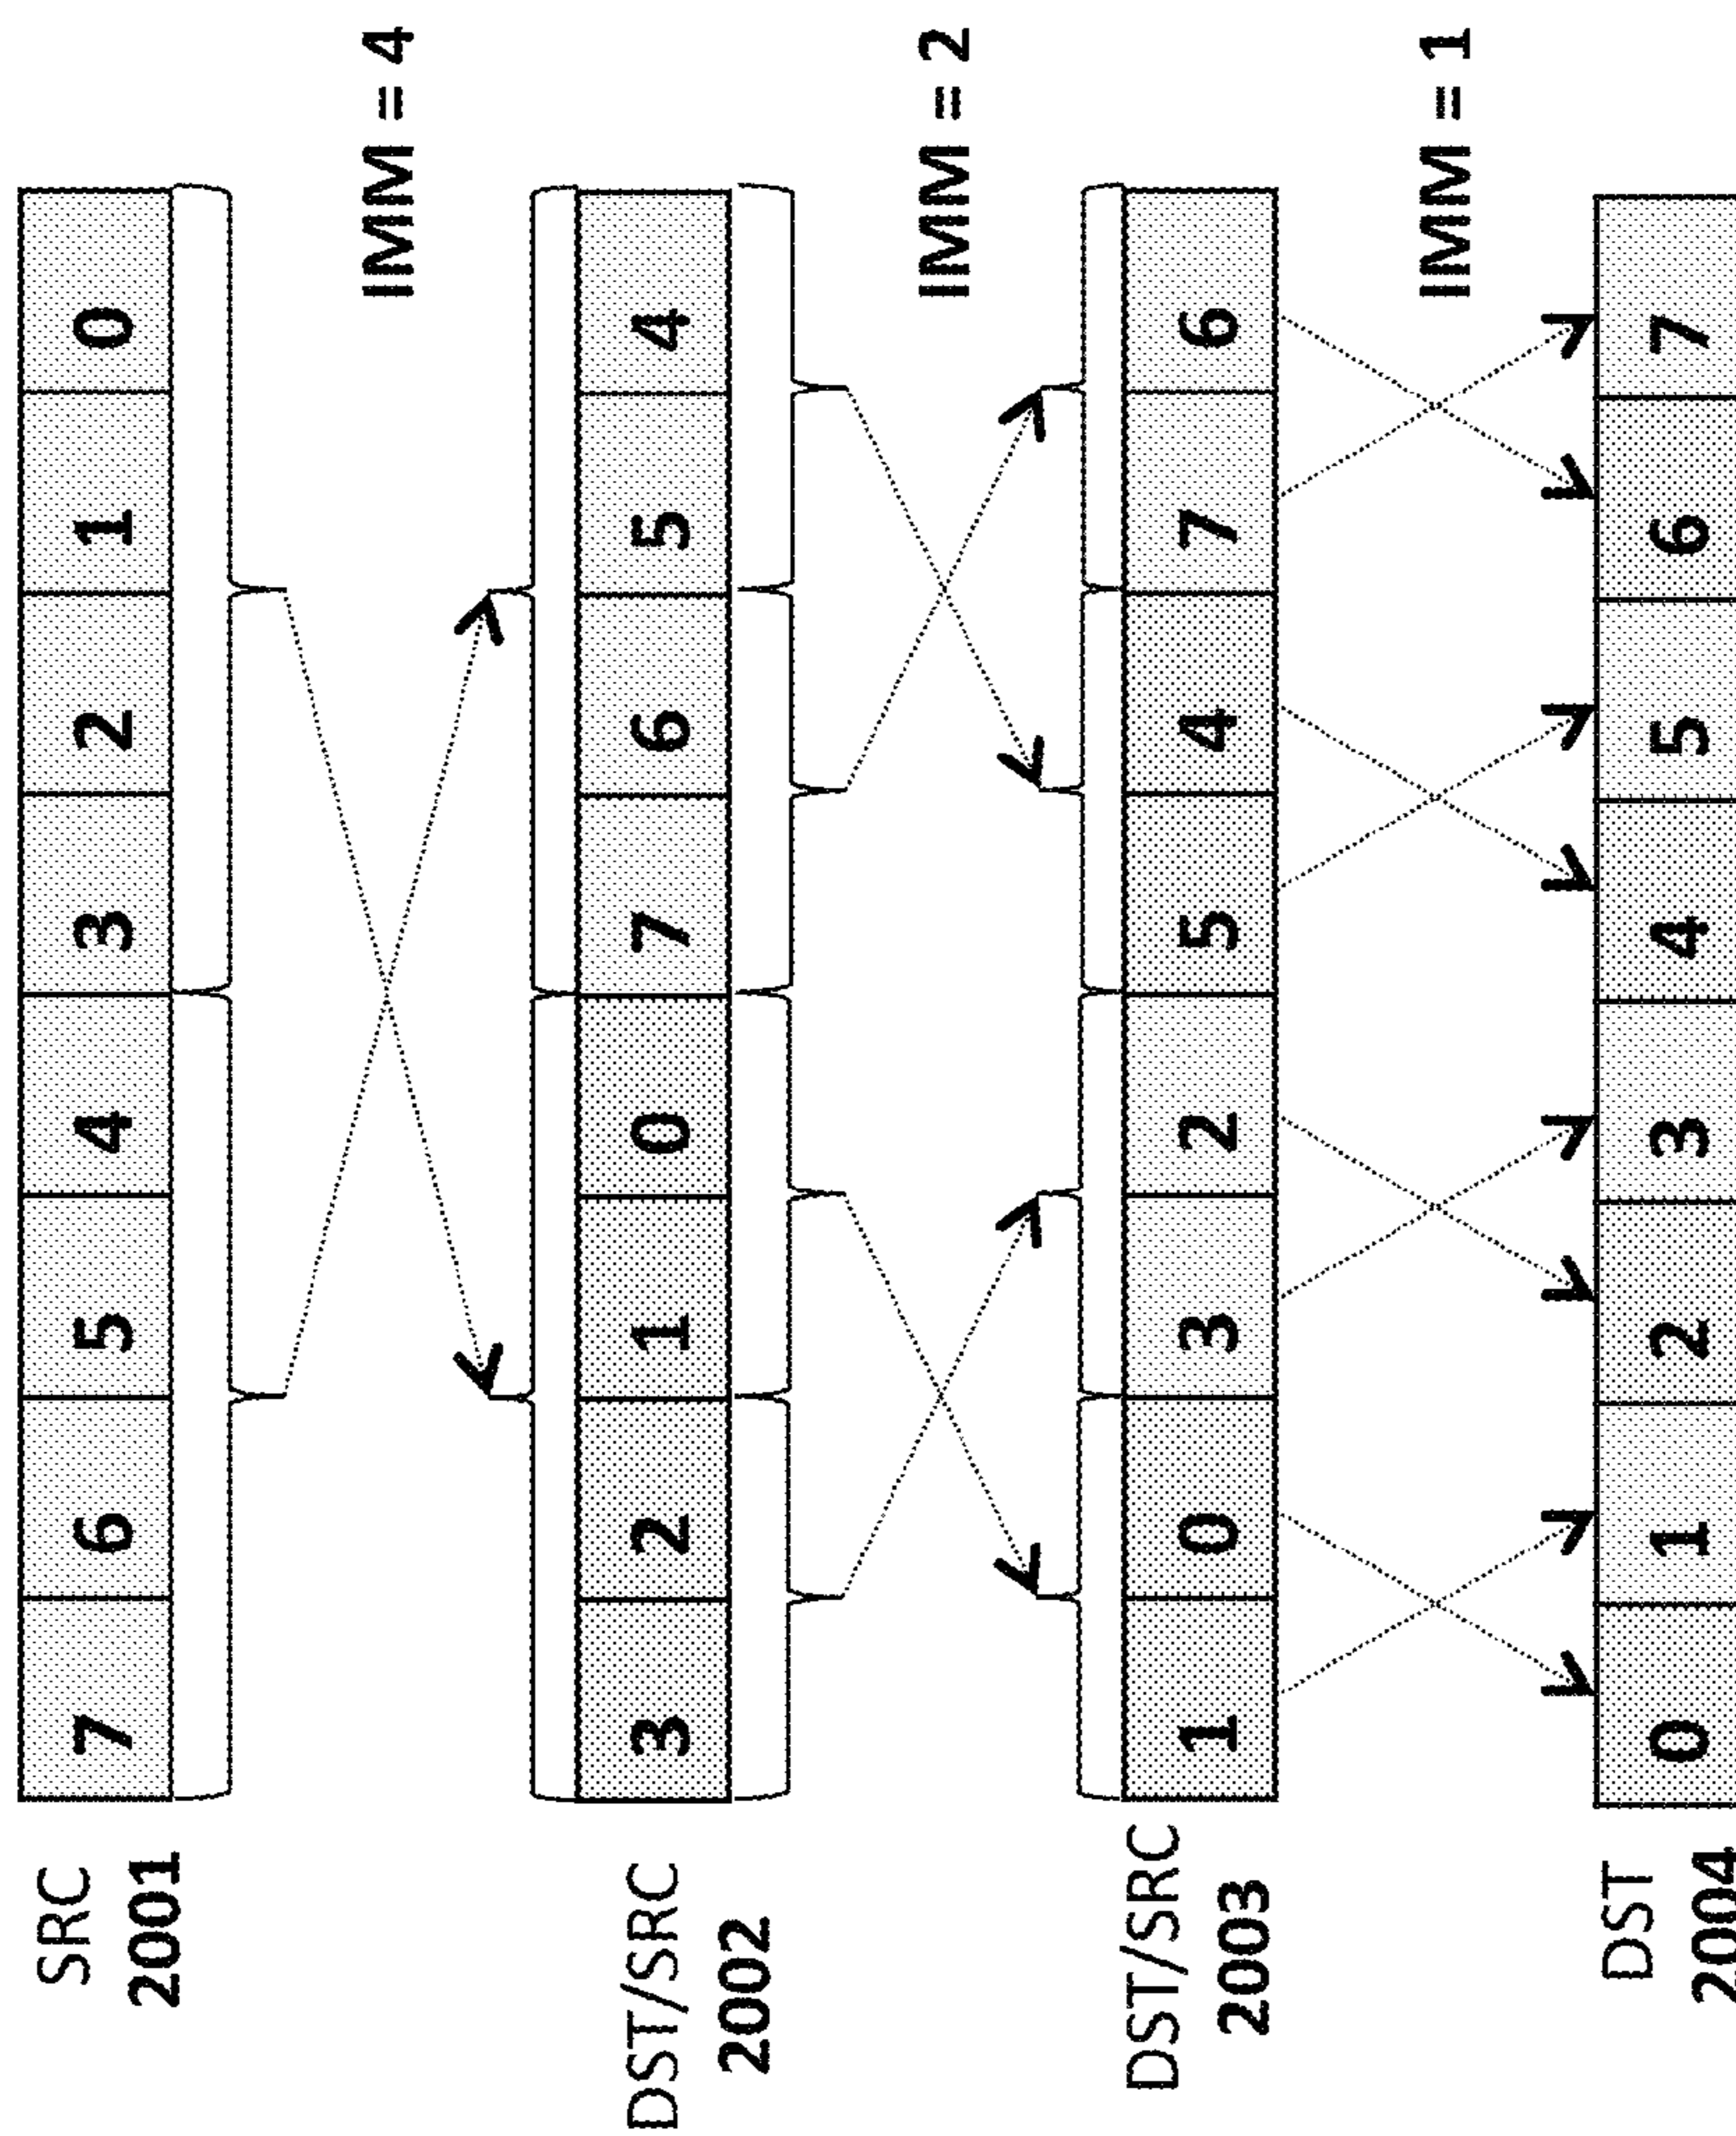 SRC
7 6 5 4 3 2 1 0
2001
IMM = 4
DST/SRC
3 2 1 0 7 6 5 4
2002
IMM = 2
DST/SRC
1 0 3 2 5 4 7 6
2003
IMM = 1
DST
0 1 2 3 4 5 6 7
2004